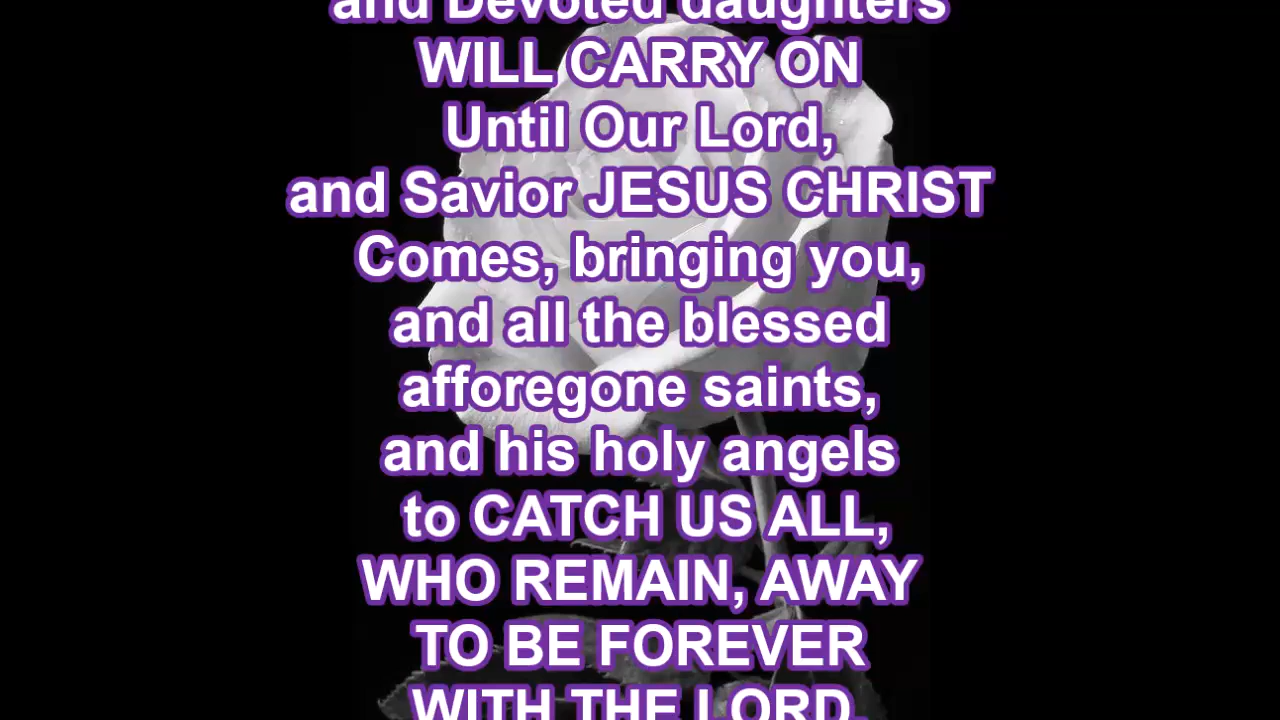 and Devoted daughters
WILL CARRY ON
Until Our Lord,
and Savior JESUS CHRIST
Comes, bringing you,
and all the blessed
afforegone saints,
and his holy angels
to CATCH US ALL,
WHO REMAIN, AWAY
TO BE FOREVER
WITH THE LORD.